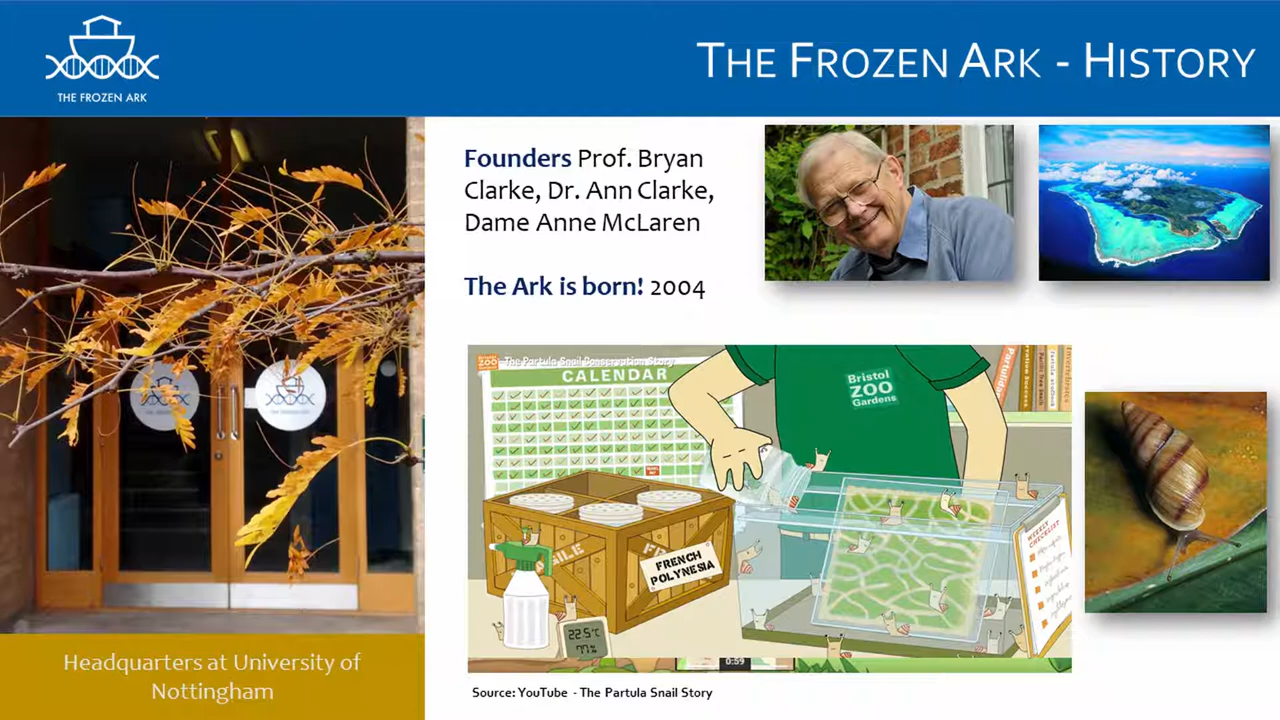 THE FROZEN ARK
THE FROZEN ARK - HISTORY
Founders Prof. Bryan
Clarke, Dr. Ann Clarke,
Dame Anne McLaren
The Ark is born! 2004
Bristol
ZOO
The Partula Snail Conservation Story
CALENDAR
Bristol
ZOO
Gardens
FRENCH
POLYNESIA
22.5°C
77%
WEEKLY
CHECKLIST
0:59
Source: YouTube - The Partula Snail Story
Headquarters at University of
Nottingham